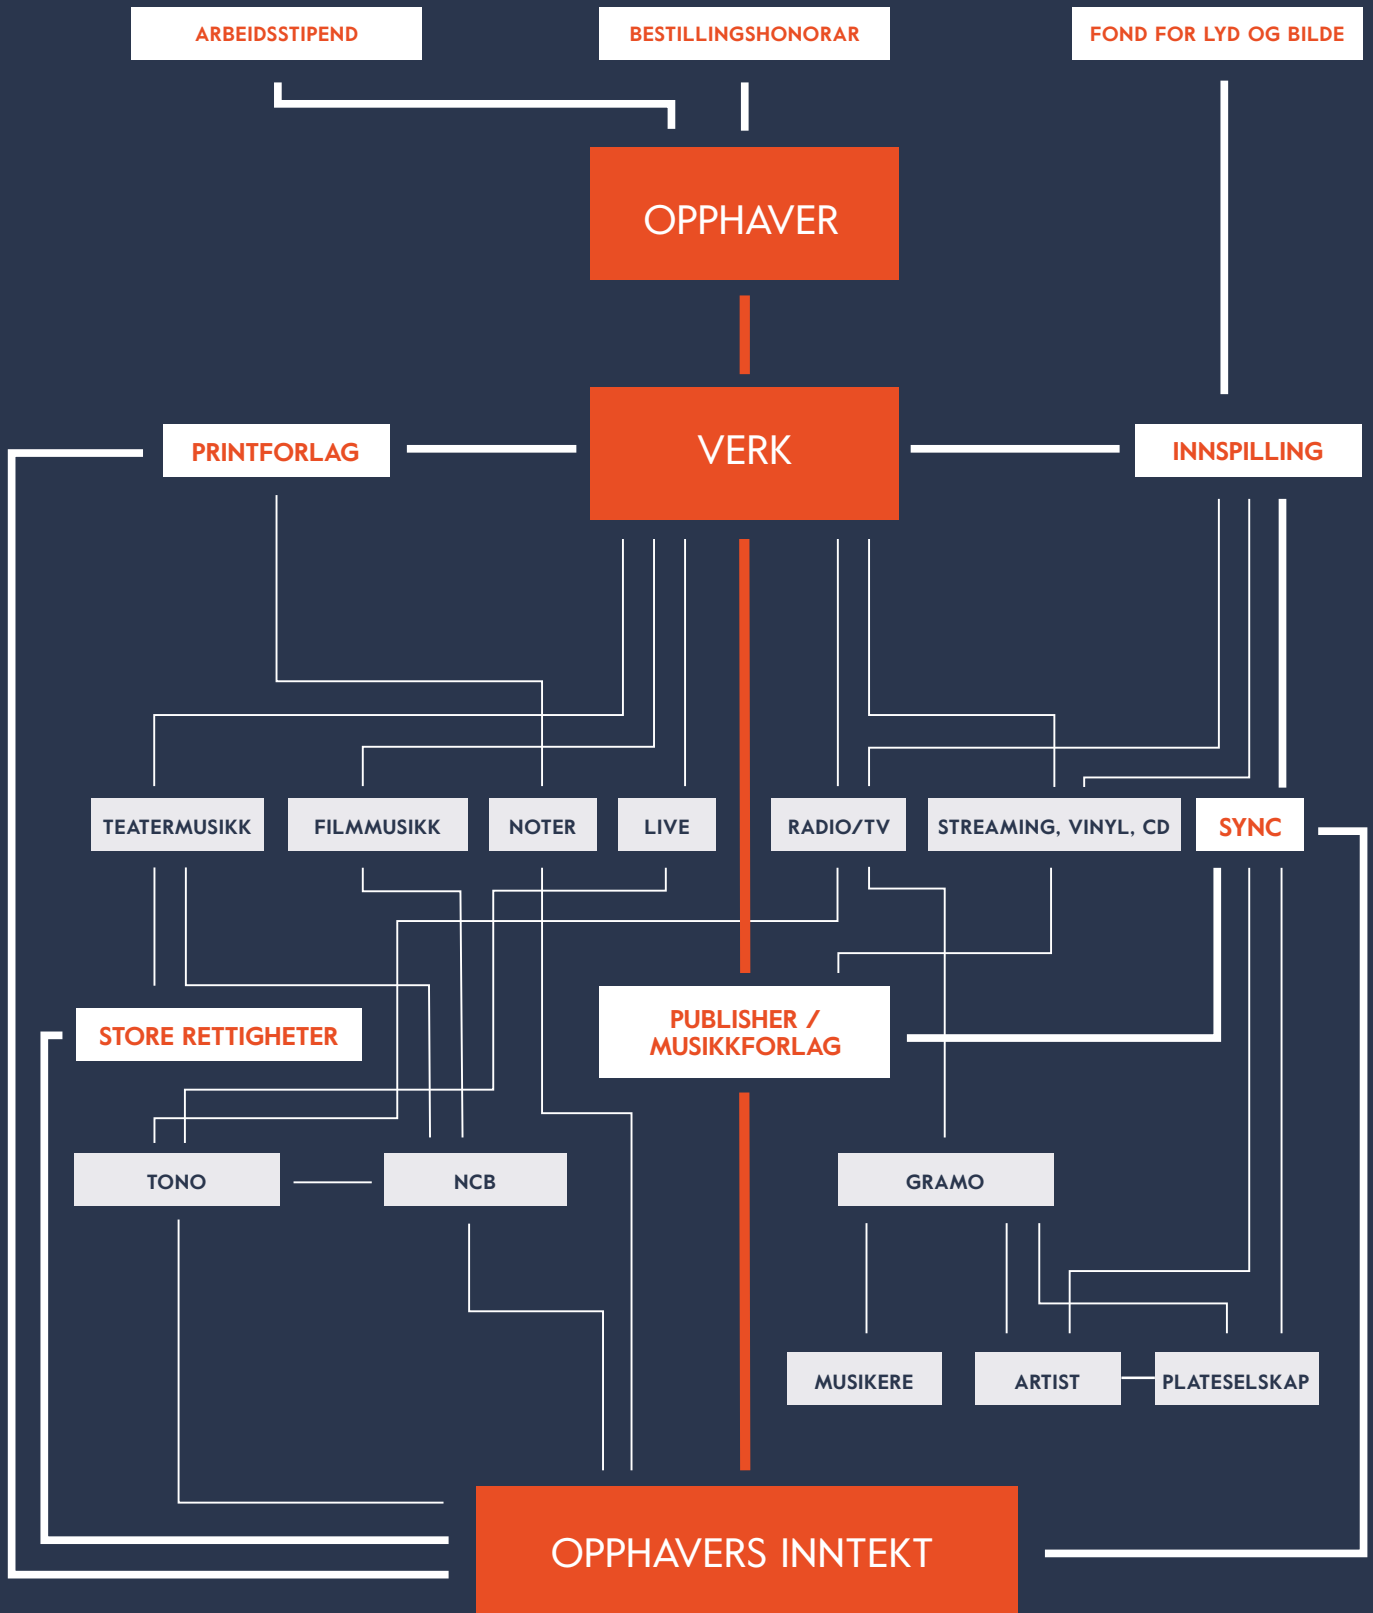 ARBEIDSSTIPEND
BESTILLINGSHONORAR
FOND FOR LYD OG BILDE
OPPHAVER
PRINTFORLAG
VERK
INNSPILLING
TEATERMUSIKK
FILMMUSIKK
NOTER
LIVE
RADIO/TV
STREAMING, VINYL, CD
SYNC
STORE RETTIGHETER
PUBLISHER /
MUSIKKFORLAG
TONO
NCB
GRAMO
MUSIKERE
ARTIST
PLATESELSKAP
OPPHAVERS INNTEKT